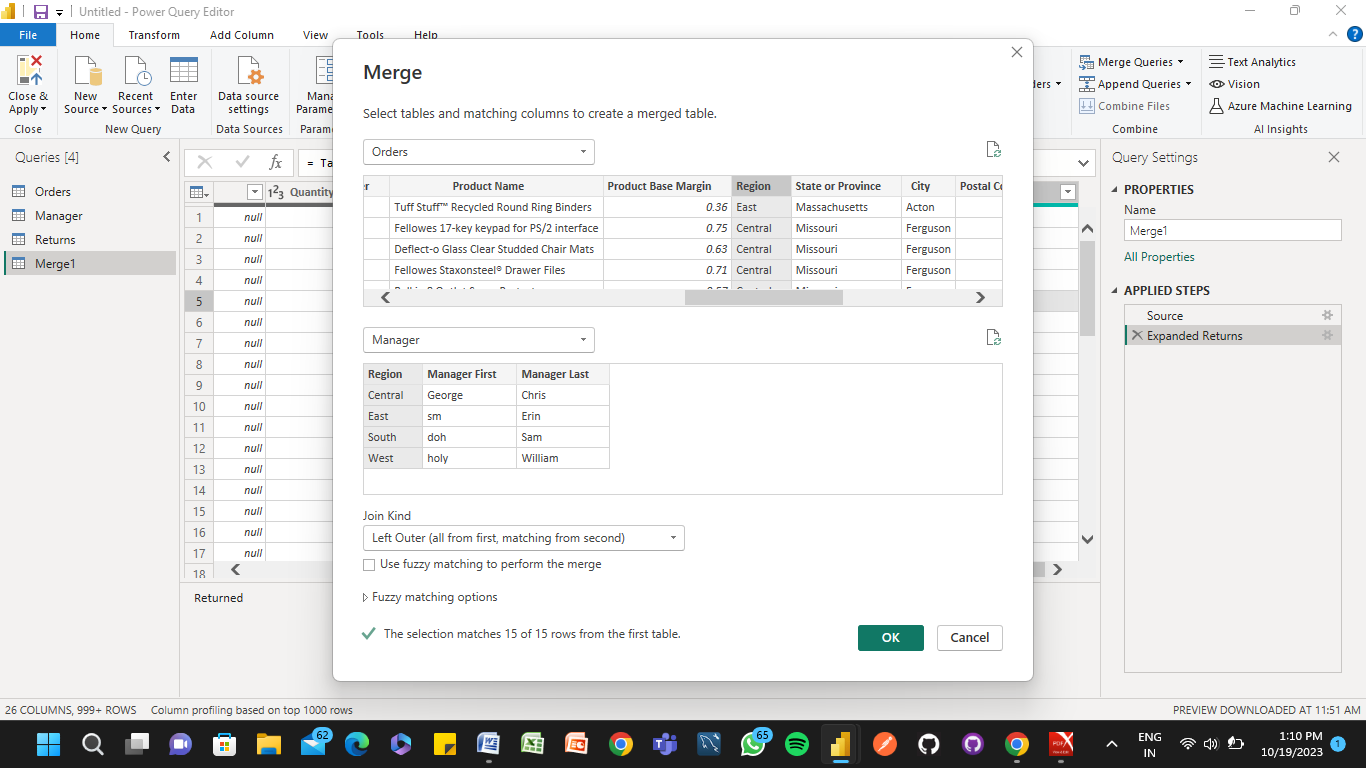 Untitled - Power Query Editor
File Home Transform Add Column View Tools Help
Close & Apply
Close
New Source
Recent Sources
Enter Data
New Query
Data source settings
Data Sources
Merge Queries
Append Queries
Combine Files
Combine
Text Analytics
Vision
Azure Machine Learning
AI Insights
Queries [4]
Orders
Manager
Returns
Merge1
fx
1²3 Quantity
1 null
2 null
3 null
4 null
5 null
6 null
7 null
8 null
9 null
10 null
11 null
12 null
13 null
14 null
15 null
16 null
17 null
18
Returned
Merge
Select tables and matching columns to create a merged table.
Orders
Product Name Product Base Margin Region State or Province City
Tuff Stuff™ Recycled Round Ring Binders 0.36 East Massachusetts Acton
Fellowes 17-key keypad for PS/2 interface 0.75 Central Missouri Ferguson
Deflect-o Glass Clear Studded Chair Mats 0.63 Central Missouri Ferguson
Fellowes Staxonsteel® Drawer Files 0.71 Central Missouri Ferguson
Manager
Region Manager First Manager Last
Central George Chris
East sm Erin
South doh Sam
West holy William
Join Kind
Left Outer (all from first, matching from second)
Use fuzzy matching to perform the merge
Fuzzy matching options
The selection matches 15 of 15 rows from the first table.
OK Cancel
Query Settings
PROPERTIES
Name
Merge1
All Properties
APPLIED STEPS
Source
Expanded Returns
26 COLUMNS, 999+ ROWS Column profiling based on top 1000 rows
PREVIEW DOWNLOADED AT 11:51 AM
62
65
ENG
IN
1:10 PM
10/19/2023
1